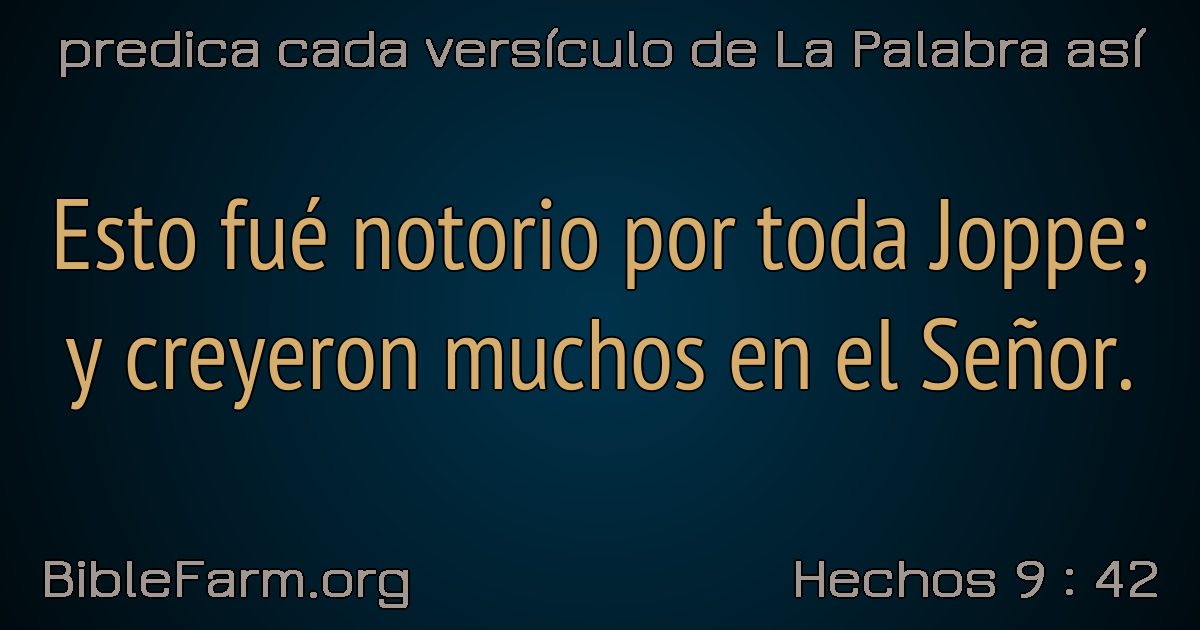 predica cada versículo de La Palabra así
Esto fué notorio por toda Joppe;
y creyeron muchos en el Señor.
BibleFarm.org
Hechos 9 : 42